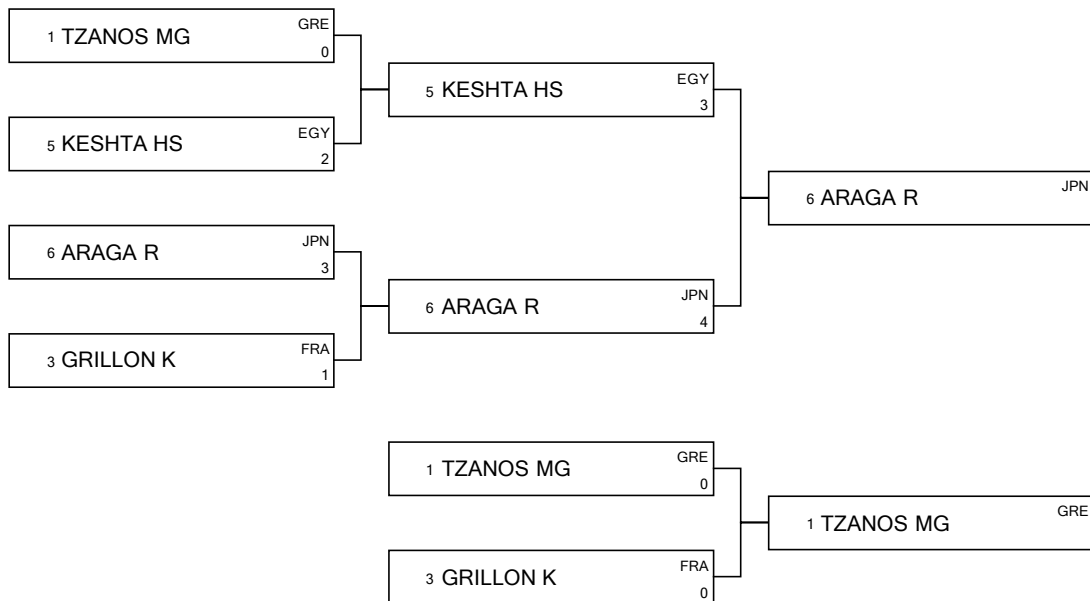 1 TZANOS MG GRE 0
5 KESHTA HS EGY 2
6 ARAGA R JPN 3
3 GRILLON K FRA 1
5 KESHTA HS EGY 3
6 ARAGA R JPN 4
6 ARAGA R JPN
1 TZANOS MG GRE 0
3 GRILLON K FRA 0
1 TZANOS MG GRE